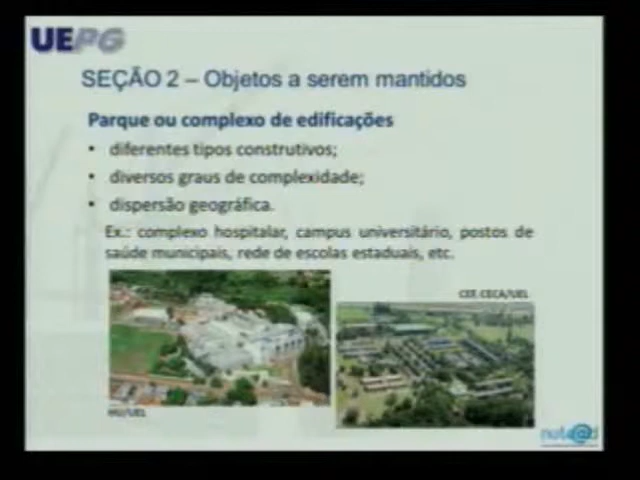 UEPG
SEÇÃO 2 – Objetos a serem mantidos
Parque ou complexo de edificações
• diferentes tipos construtivos;
• diversos graus de complexidade;
• dispersão geográfica.
Ex.: complexo hospitalar, campus universitário, postos de
saúde municipais, rede de escolas estaduais, etc.
CECA/UEL
HU/UEL